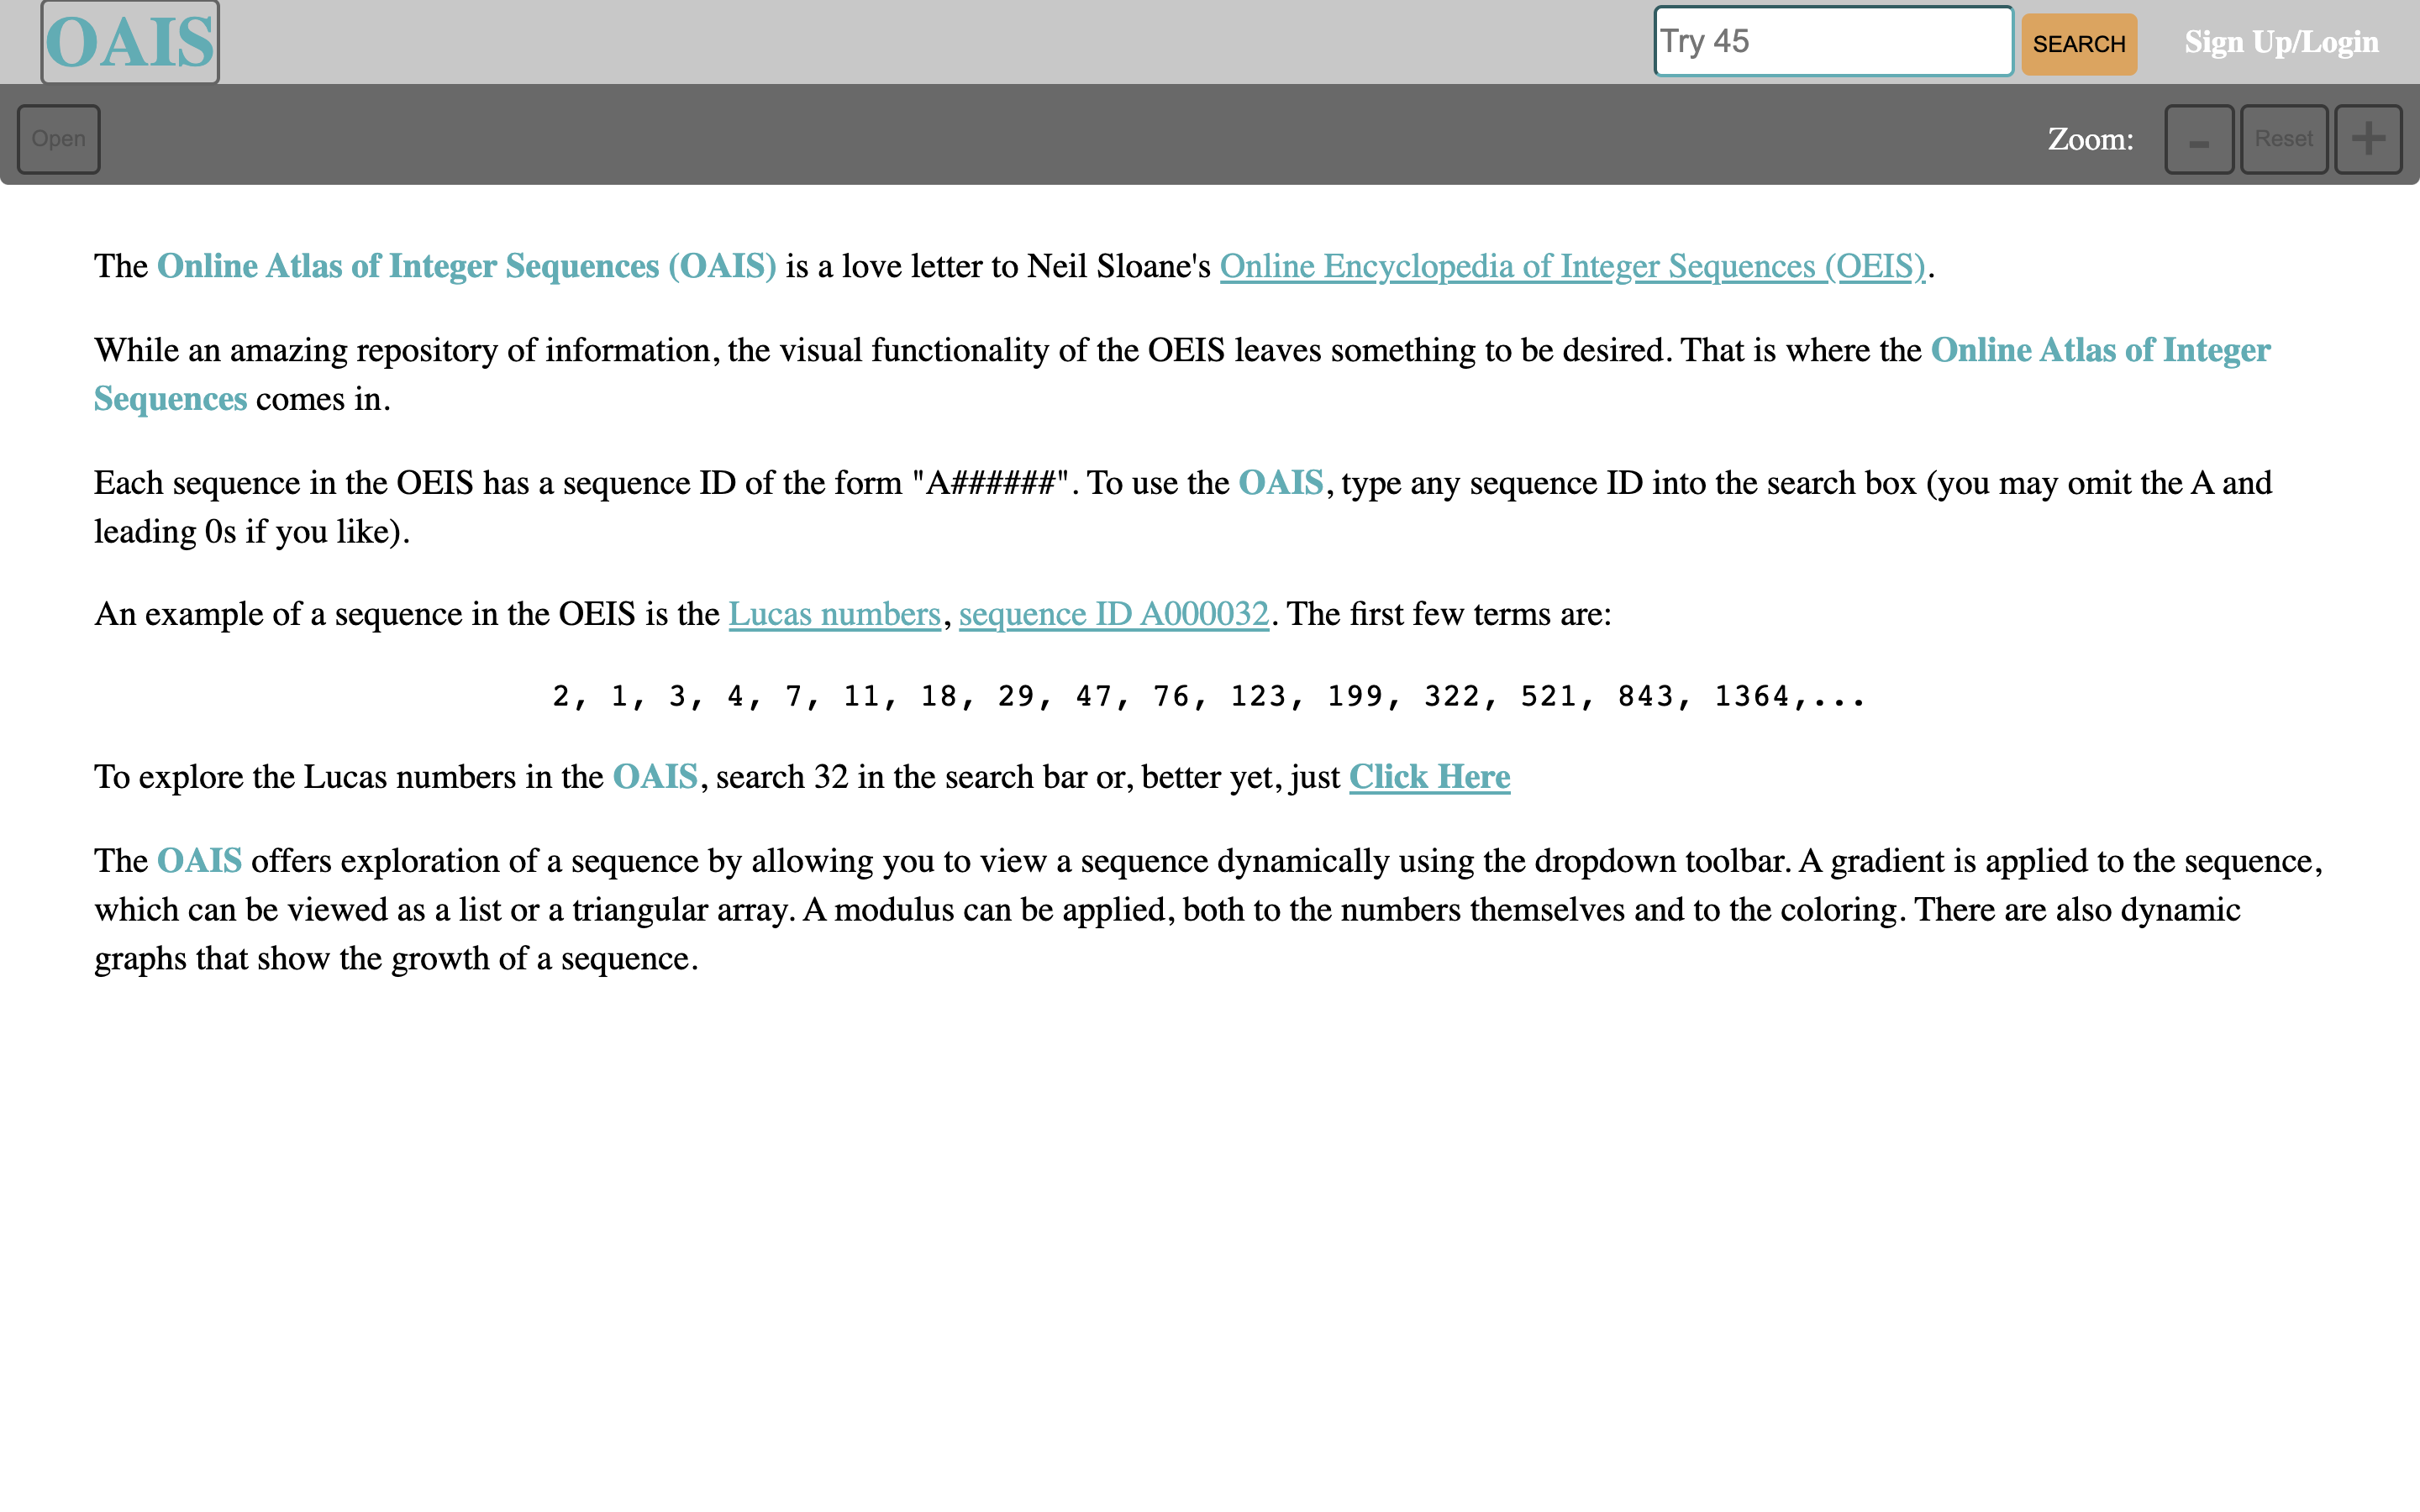 OAIS
Try 45 SEARCH Sign Up/Login
Open
Zoom: - Reset +
The Online Atlas of Integer Sequences (OAIS) is a love letter to Neil Sloane's Online Encyclopedia of Integer Sequences (OEIS).
While an amazing repository of information, the visual functionality of the OEIS leaves something to be desired. That is where the Online Atlas of Integer
Sequences comes in.
Each sequence in the OEIS has a sequence ID of the form "A######". To use the OAIS, type any sequence ID into the search box (you may omit the A and
leading 0s if you like).
An example of a sequence in the OEIS is the Lucas numbers, sequence ID A000032. The first few terms are:
2, 1, 3, 4, 7, 11, 18, 29, 47, 76, 123, 199, 322, 521, 843, 1364,...
To explore the Lucas numbers in the OAIS, search 32 in the search bar or, better yet, just Click Here
The OAIS offers exploration of a sequence by allowing you to view a sequence dynamically using the dropdown toolbar. A gradient is applied to the sequence,
which can be viewed as a list or a triangular array. A modulus can be applied, both to the numbers themselves and to the coloring. There are also dynamic
graphs that show the growth of a sequence.